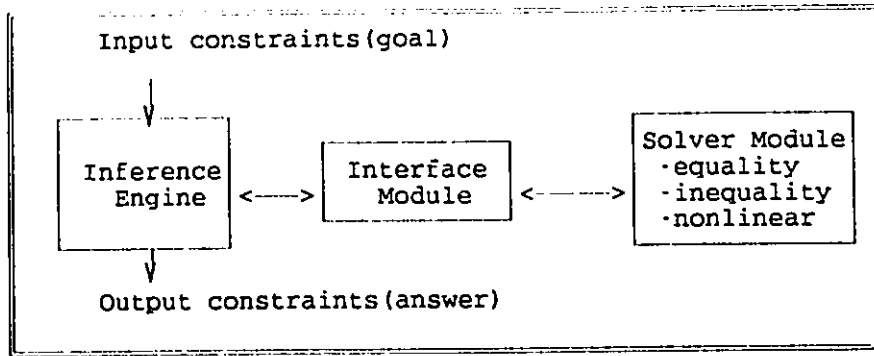 Input constraints(goal)
Inference
Engine
Interface
Module
Solver Module
·equality
·inequality
·nonlinear
Output constraints(answer)